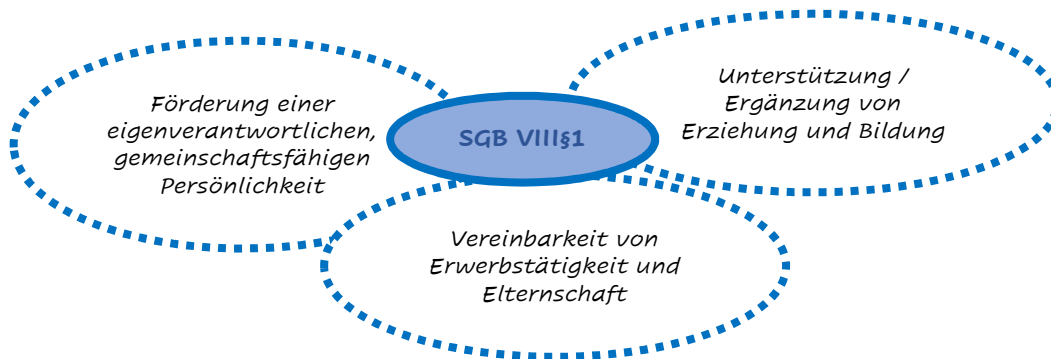 Förderung einer
eigenverantwortlichen,
gemeinschaftsfähigen
Persönlichkeit
SGB VIII§1
Unterstützung /
Ergänzung von
Erziehung und Bildung
Vereinbarkeit von
Erwerbstätigkeit und
Elternschaft